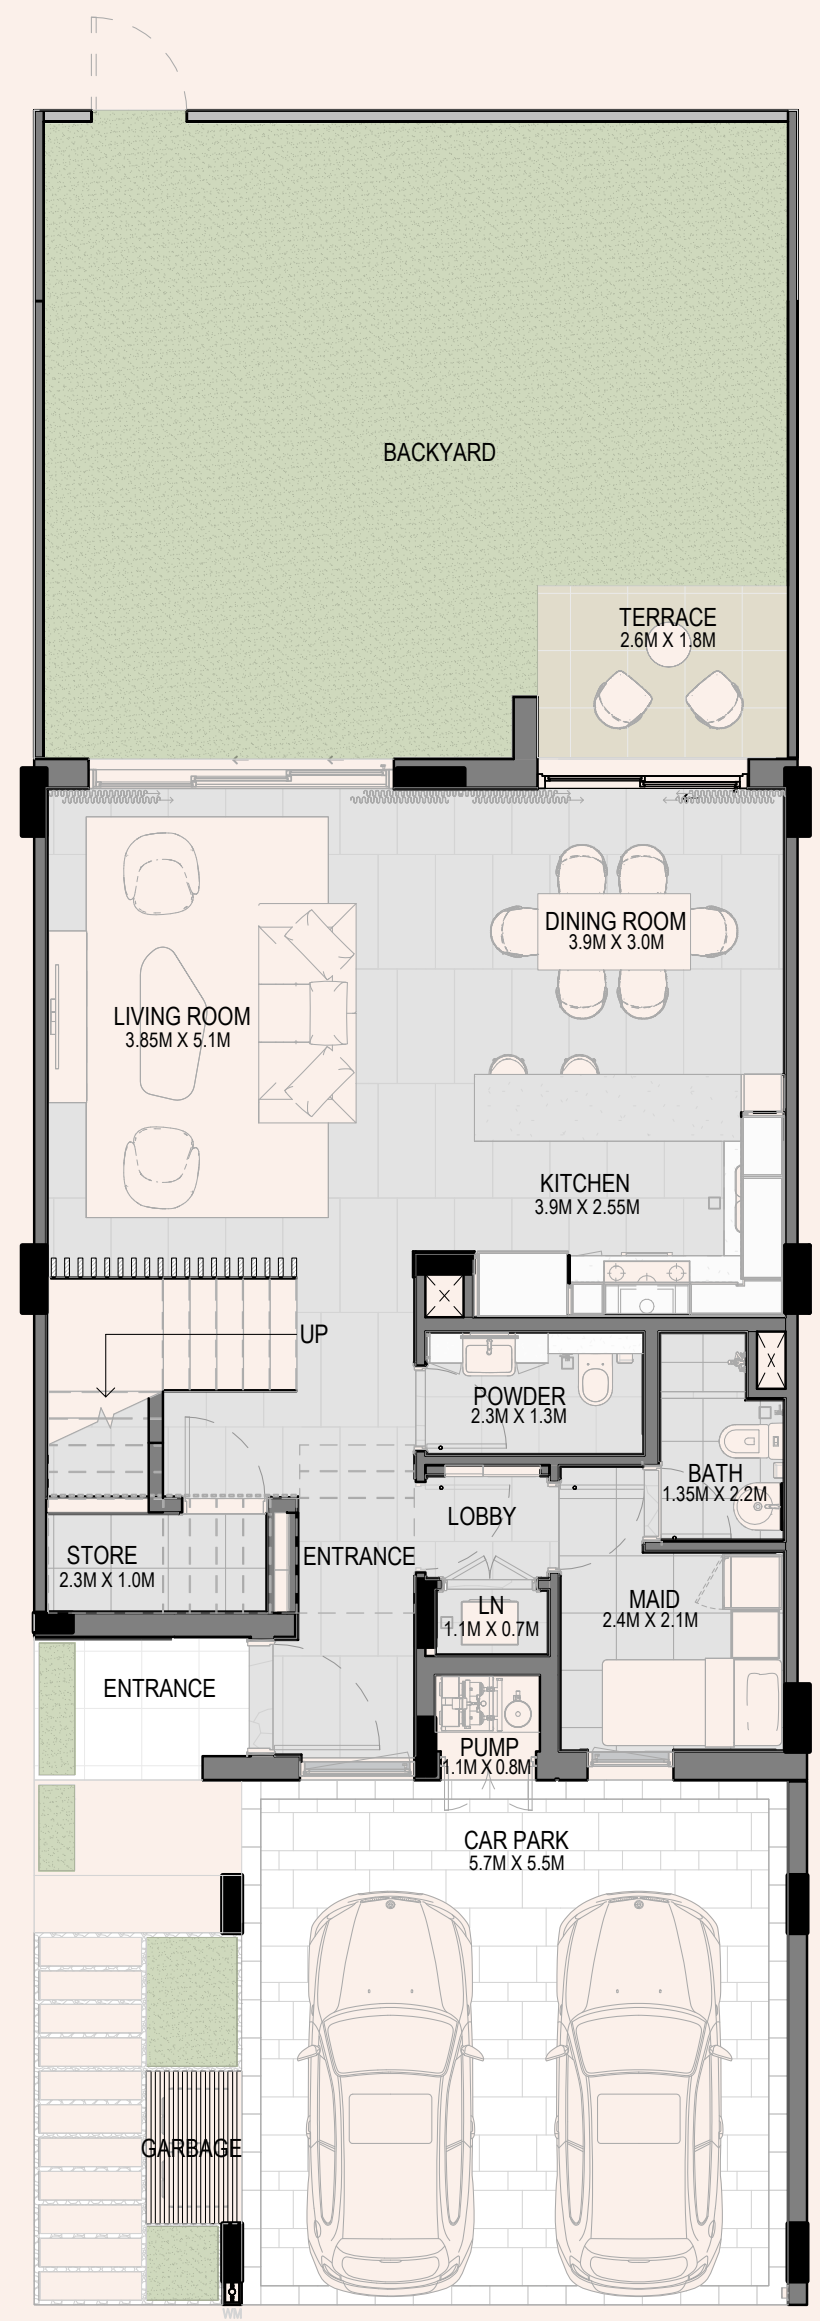 BACKYARD
TERRACE
2.6M X 1.8M
DINING ROOM
3.9M X 3.0M
LIVING ROOM
3.85M X 5.1M
KITCHEN
3.9M X 2.55M
UP
POWDER
2.3M X 1.3M
BATH
1.35M X 2.2M
LOBBY
STORE
2.3M X 1.0M
ENTRANCE
LN
1.1M X 0.7M
MAID
2.4M X 2.1M
ENTRANCE
PUMP
1.1M X 0.8M
CAR PARK
5.7M X 5.5M
GARBAGE
WM